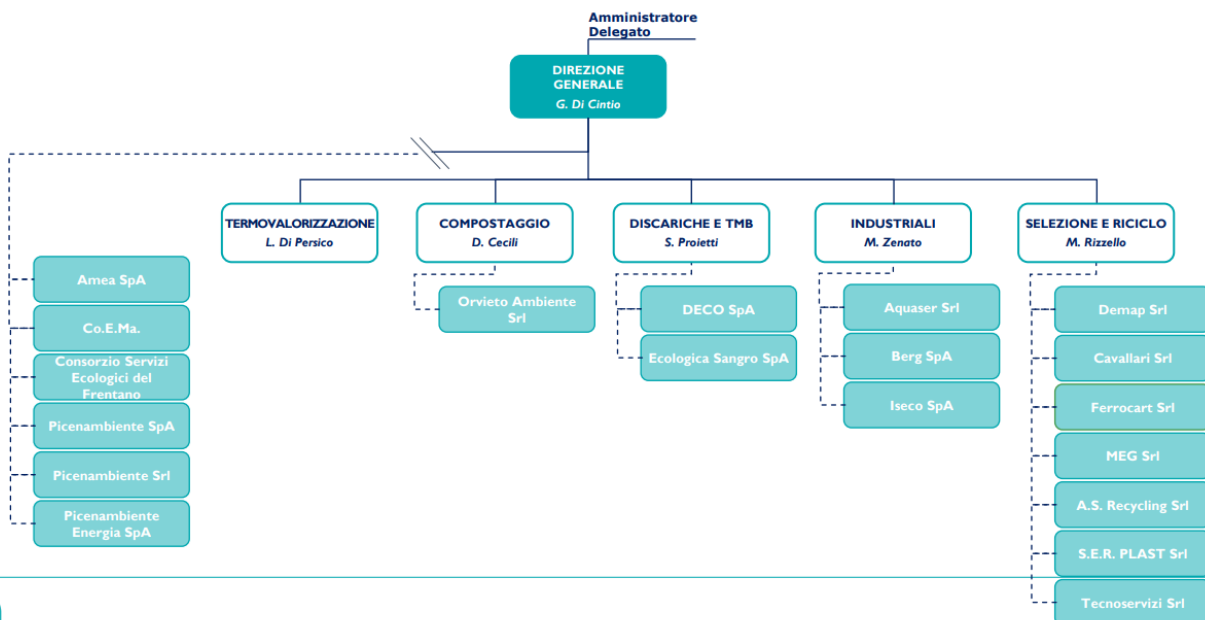 Amministratore
Delegato
DIREZIONE
GENERALE
G. Di Cintio
TERMOVALORIZZAZIONE
L. Di Persico
COMPOSTAGGIO
D. Cecili
DISCARICHE E TMB
S. Proietti
INDUSTRIALI
M. Zenato
SELEZIONE E RICICLO
M. Rizzello
Amea SpA
Co.E.Ma.
Consorzio Servizi
Ecologici del
Frentano
Picenambiente SpA
Picenambiente Srl
Picenambiente
Energia SpA
Orvieto Ambiente
Srl
DECO SpA
Ecologica Sangro SpA
Aquaser Srl
Berg SpA
Iseco SpA
Demap Srl
Cavallari Srl
Ferrocart Srl
MEG Srl
A.S. Recycling Srl
S.E.R. PLAST Srl
Tecnoservizi Srl